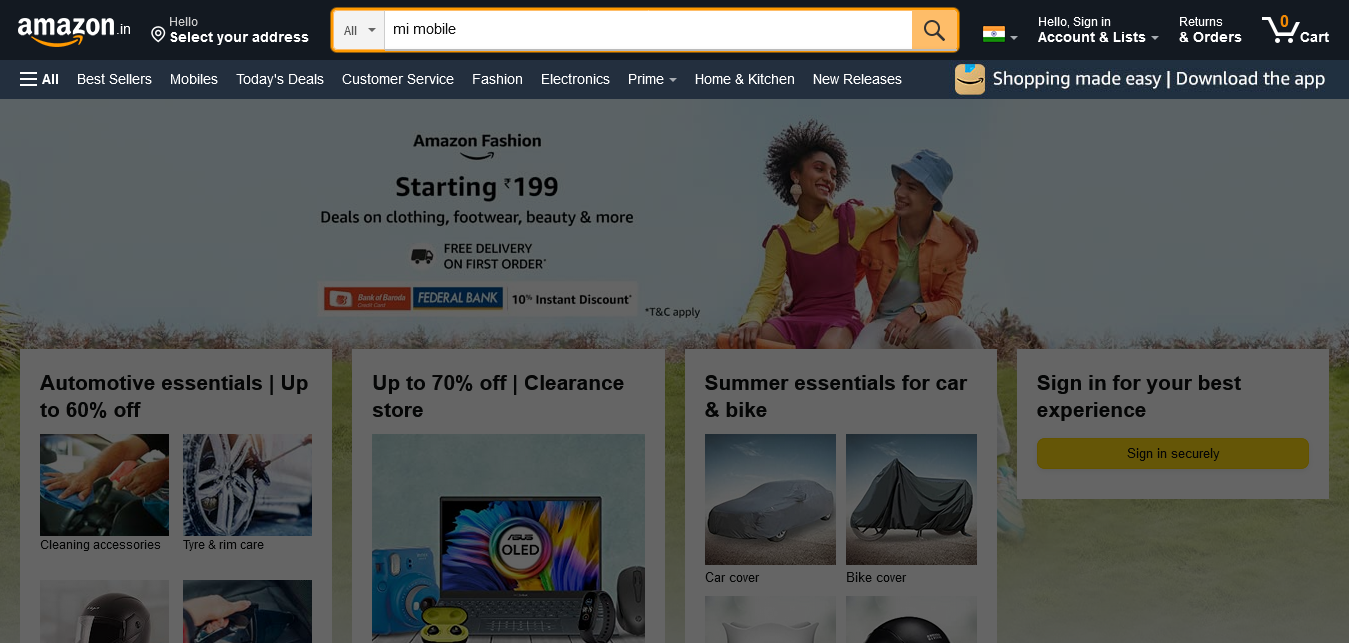 amazon.in
Hello
Select your address
All
mi mobile
Hello, Sign in
Account & Lists
Returns
& Orders
0
Cart
All
Best Sellers
Mobiles
Today's Deals
Customer Service
Fashion
Electronics
Prime
Home & Kitchen
New Releases
Shopping made easy | Download the app
Amazon Fashion
Starting ₹199
Deals on clothing, footwear, beauty & more
FREE DELIVERY
ON FIRST ORDER*
Bank of Baroda
Credit Card
FEDERAL BANK
10% Instant Discount*
*T&C apply
Automotive essentials | Up
to 60% off
Cleaning accessories
Tyre & rim care
Up to 70% off | Clearance
store
ASUS
OLED
Summer essentials for car
& bike
Car cover
Bike cover
Sign in for your best
experience
Sign in securely